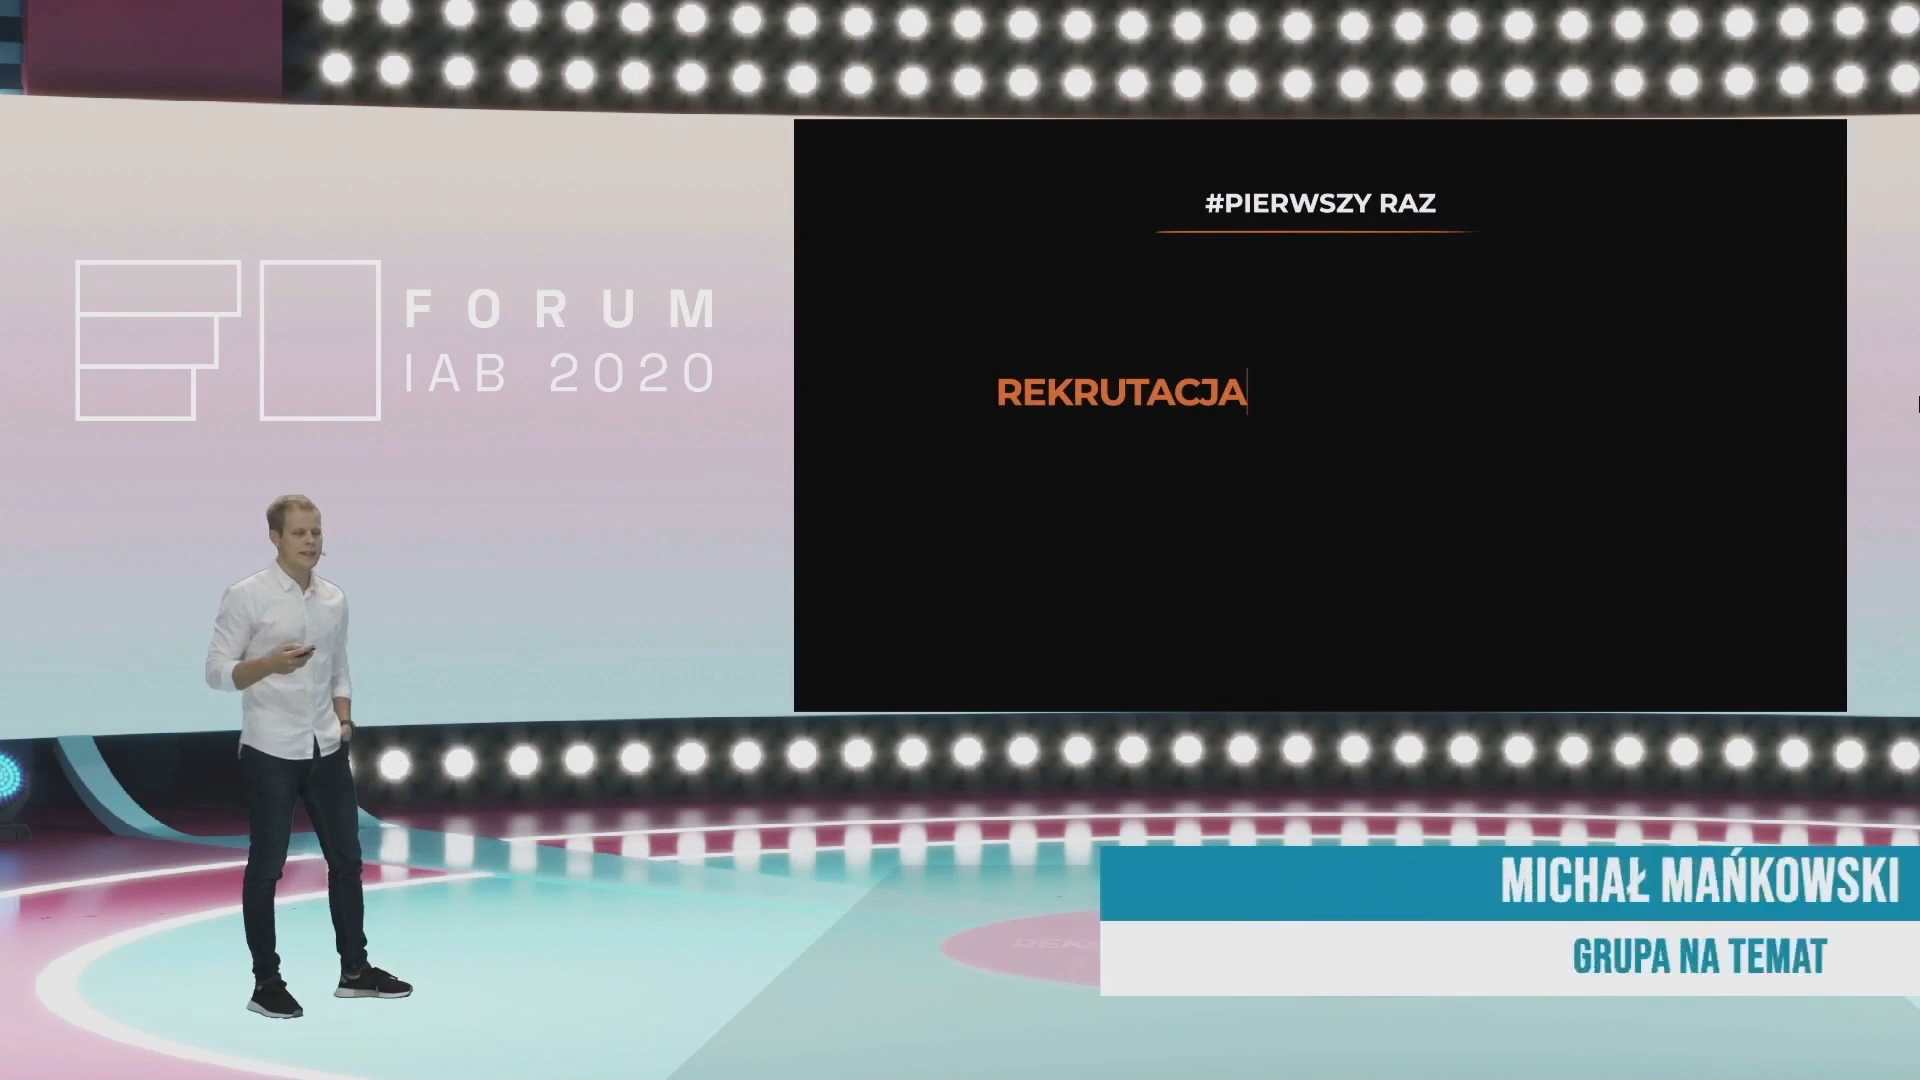 FORUM
IAB 2020
#PIERWSZY RAZ
REKRUTACJA
MICHAŁ MAŃKOWSKI
GRUPA NA TEMAT